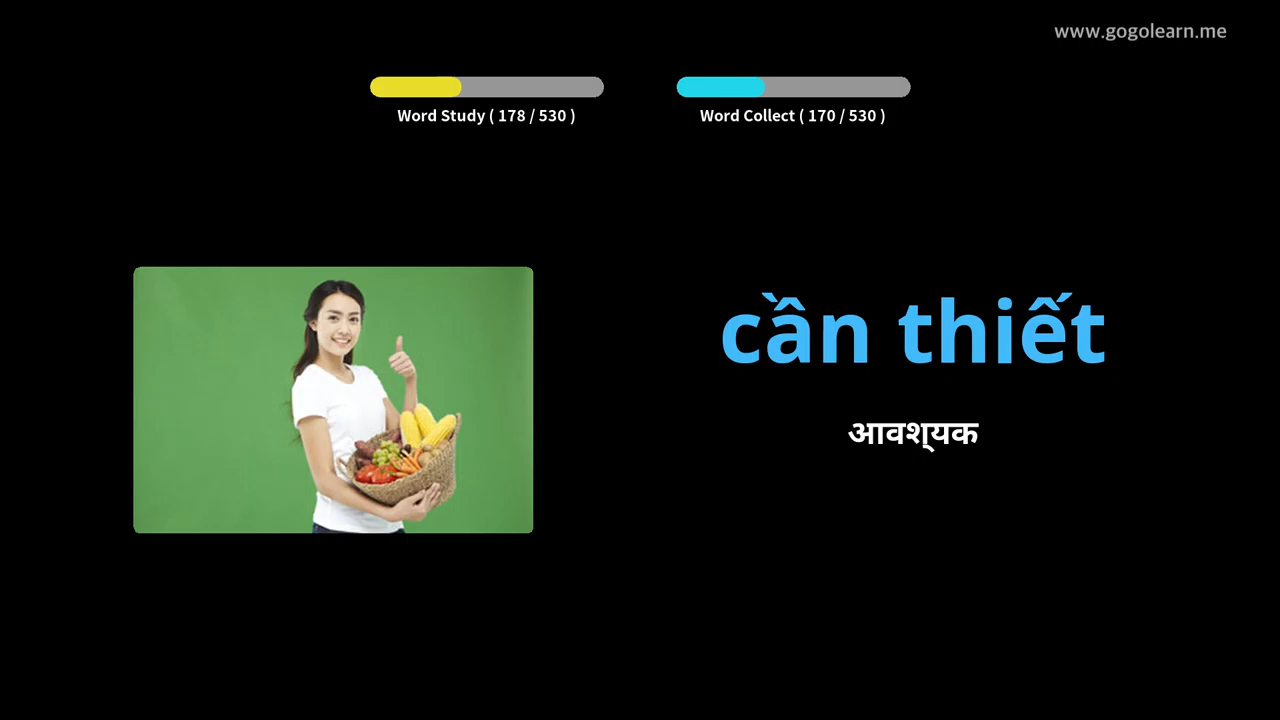 www.gogolearn.me
Word Study ( 178 / 530 )
Word Collect ( 170 / 530 )
cần thiết
आवश्यक